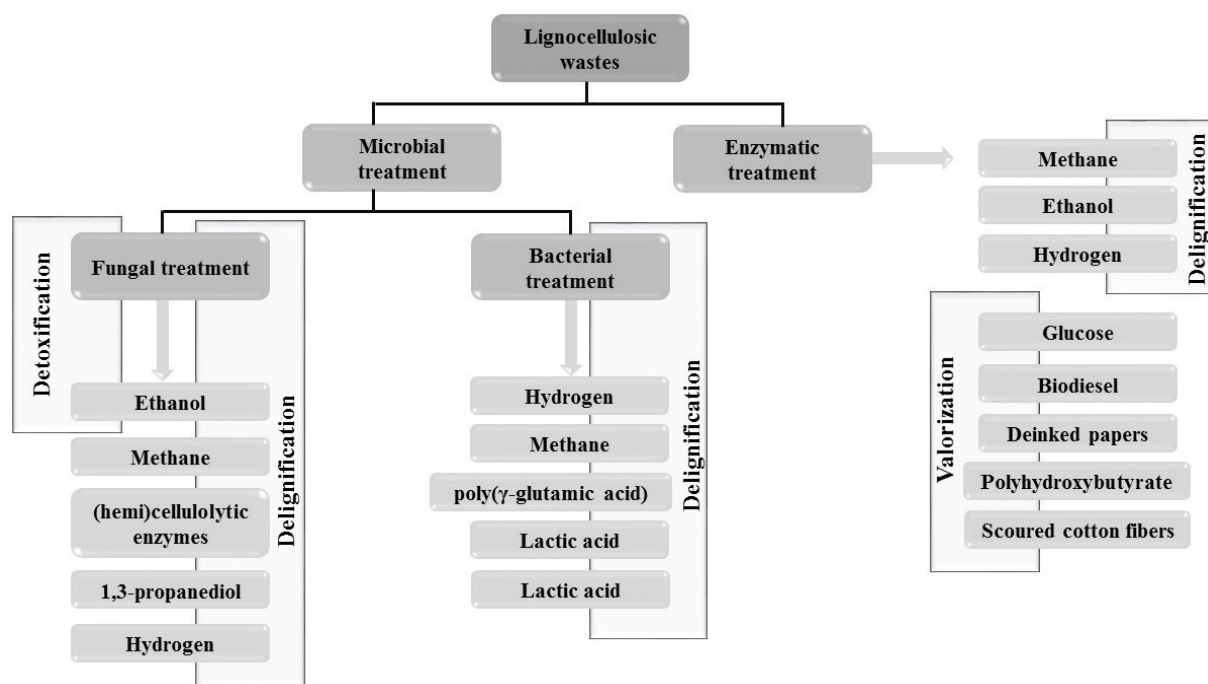 Lignocellulosic
wastes
Microbial
treatment
Enzymatic
treatment
Detoxification
Fungal treatment
Ethanol
Methane
(hemi)cellulolytic
enzymes
1,3-propanediol
Hydrogen
Delignification
Bacterial
treatment
Hydrogen
Methane
poly(γ-glutamic acid)
Lactic acid
Lactic acid
Delignification
Methane
Ethanol
Hydrogen
Delignification
Valorization
Glucose
Biodiesel
Deinked papers
Polyhydroxybutyrate
Scoured cotton fibers